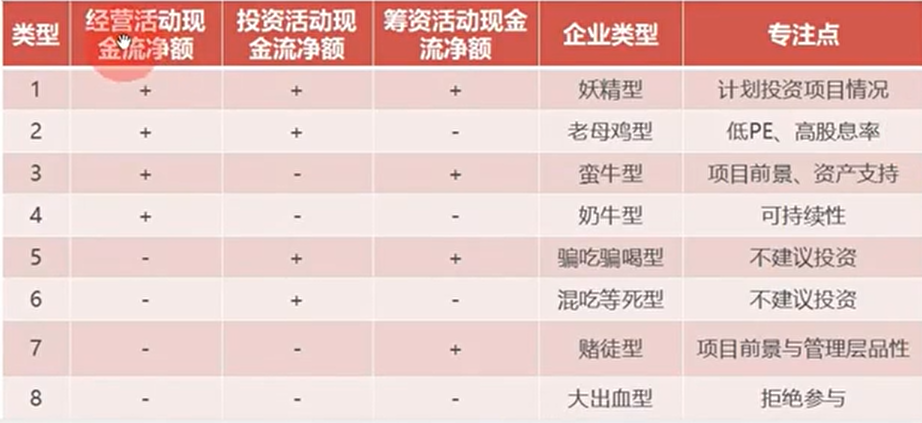 类型 经营活动现金流净额 投资活动现金流净额 筹资活动现金流净额 企业类型 专注点
1 + + + 妖精型 计划投资项目情况
2 + + - 老母鸡型 低PE、高股息率
3 + - + 蛮牛型 项目前景、资产支持
4 + - - 奶牛型 可持续性
5 - + + 骗吃骗喝型 不建议投资
6 - + - 混吃等死型 不建议投资
7 - - + 赌徒型 项目前景与管理层品性
8 - - - 大出血型 拒绝参与